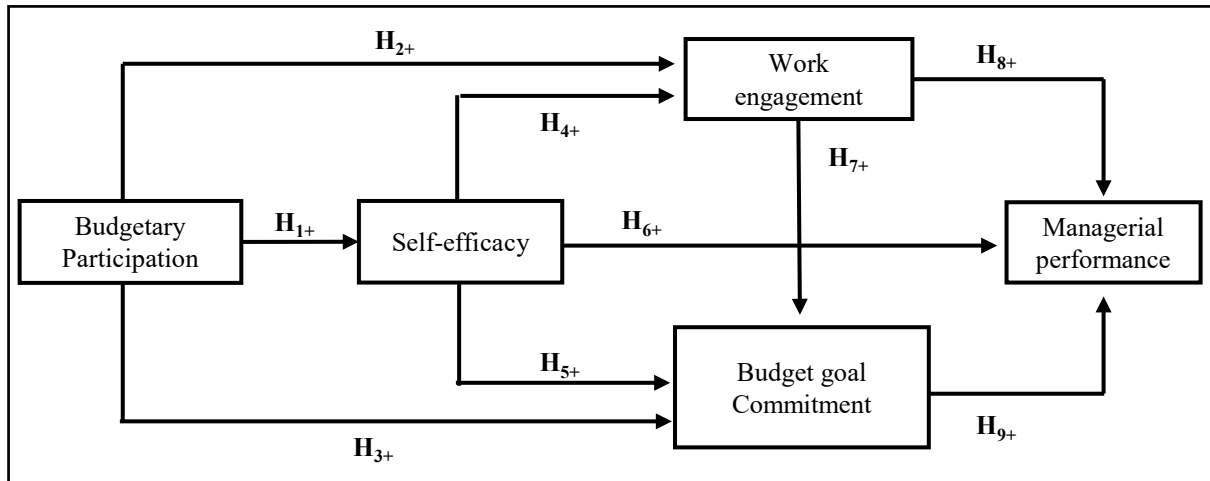 H2+
Work
engagement
H8+
H4+
H7+
Budgetary
Participation
H1+
Self-efficacy
H6+
Managerial
performance
H5+
Budget goal
Commitment
H3+
H9+